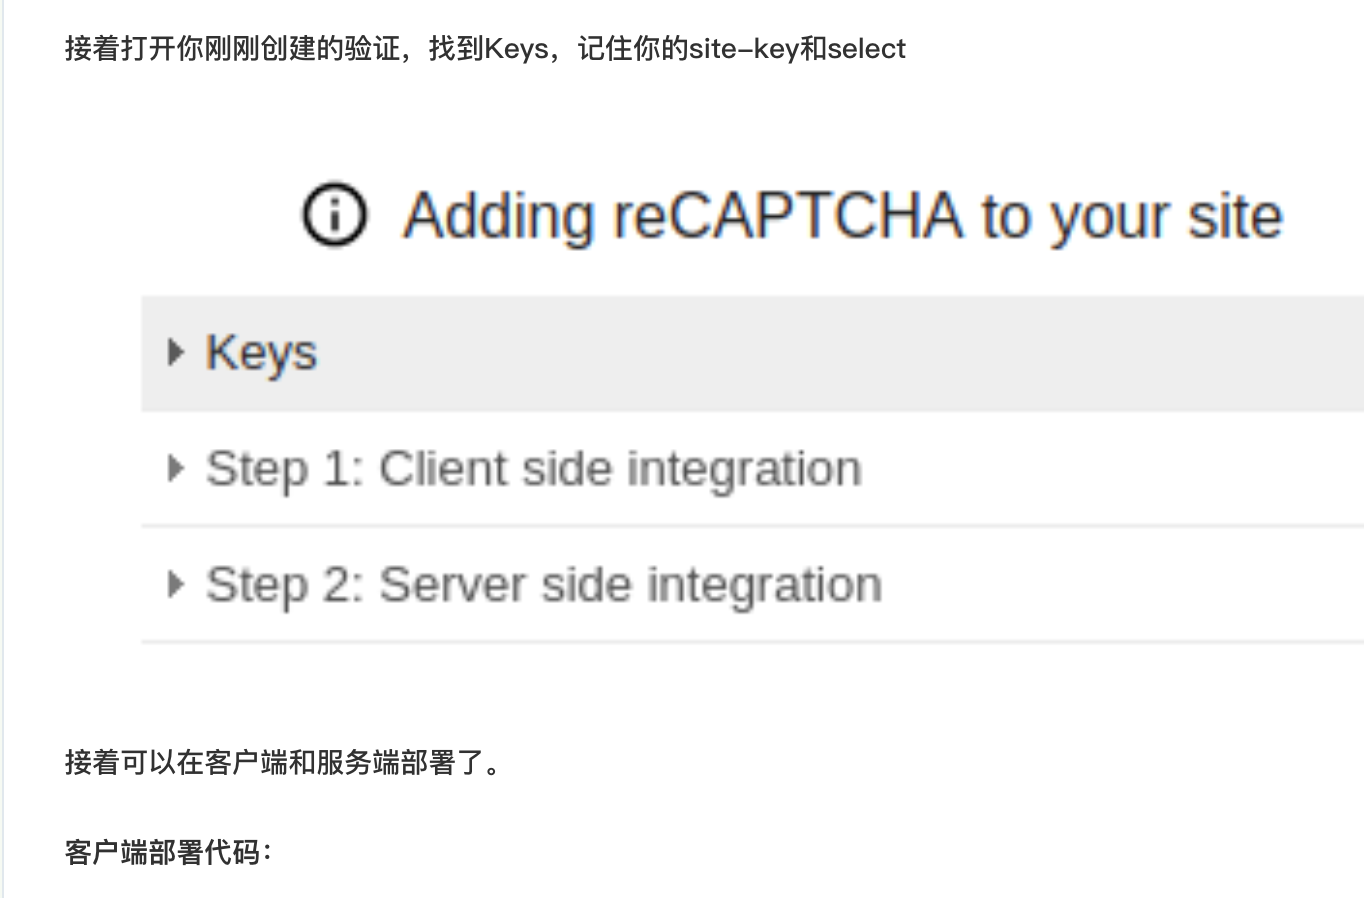 接着打开你刚刚创建的验证，找到Keys，记住你的site-key和select
Adding reCAPTCHA to your site
Keys
Step 1: Client side integration
Step 2: Server side integration
接着可以在客户端和服务端部署了。
客户端部署代码：